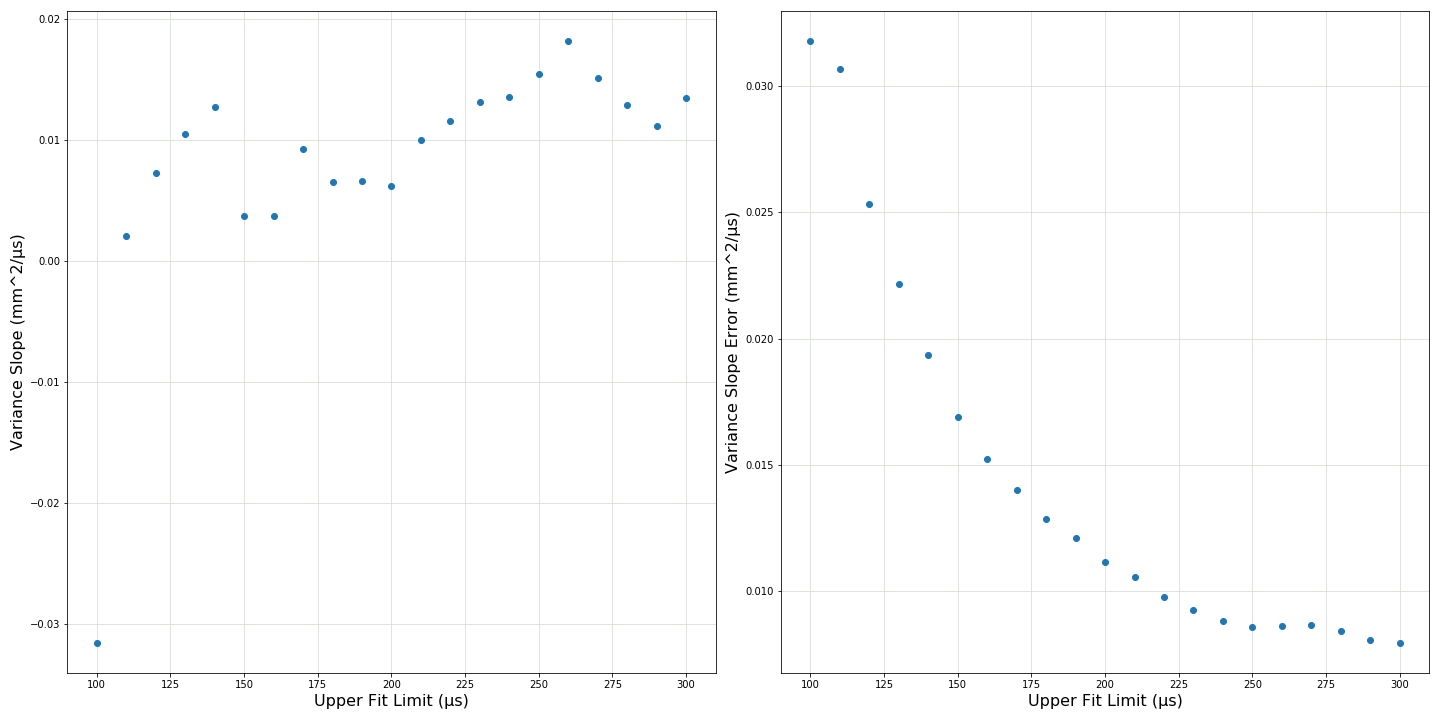 0.02
0.01
0.00
−0.01
−0.02
−0.03
Variance Slope (mm^2/µs)
100 125 150 175 200 225 250 275 300
Upper Fit Limit (µs)
0.030
0.025
0.020
0.015
0.010
Variance Slope Error (mm^2/µs)
100 125 150 175 200 225 250 275 300
Upper Fit Limit (µs)